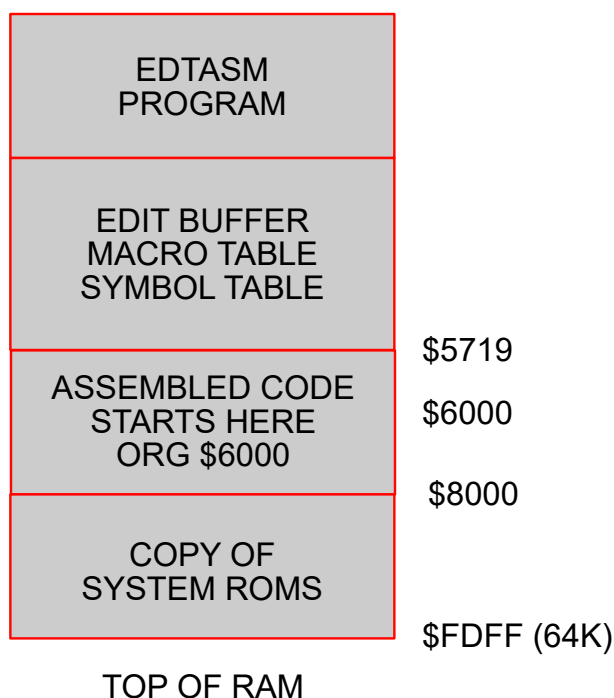 EDTASM
PROGRAM
EDIT BUFFER
MACRO TABLE
SYMBOL TABLE
$5719
ASSEMBLED CODE
STARTS HERE
ORG $6000
$6000
$8000
COPY OF
SYSTEM ROMS
$FDFF (64K)
TOP OF RAM